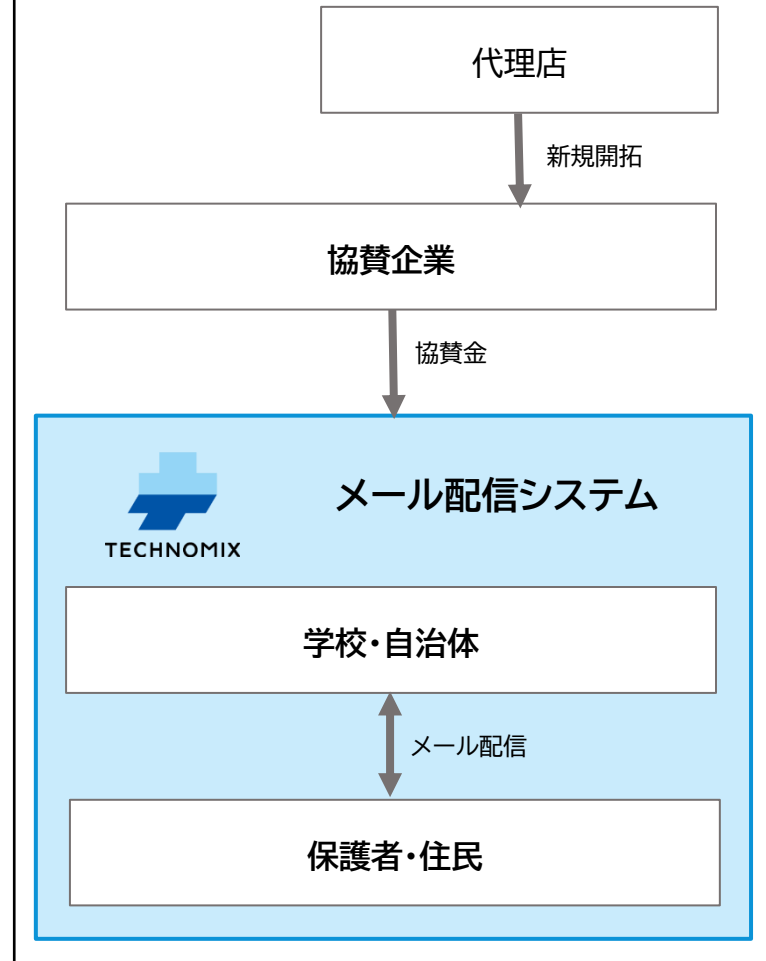 代理店
新規開拓
協賛企業
協賛金
メール配信システム
TECHNOMIX
学校・自治体
メール配信
保護者・住民